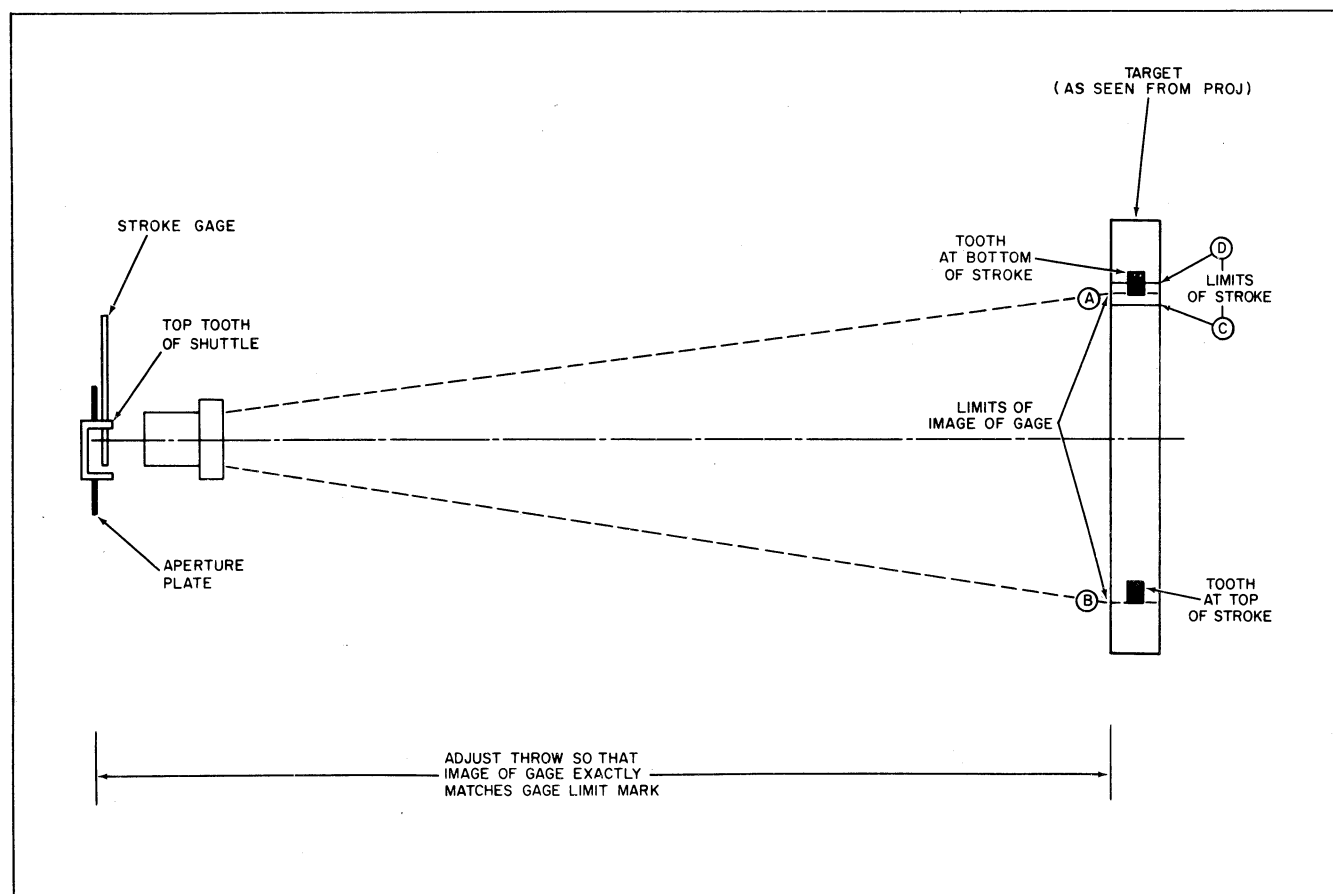 TARGET
(AS SEEN FROM PROJ)
STROKE GAGE
TOOTH
AT BOTTOM
OF STROKE
D
LIMITS
OF STROKE
A
C
TOP TOOTH
OF SHUTTLE
LIMITS OF
IMAGE OF GAGE
APERTURE
PLATE
B
TOOTH
AT TOP
OF STROKE
ADJUST THROW SO THAT
IMAGE OF GAGE EXACTLY
MATCHES GAGE LIMIT MARK